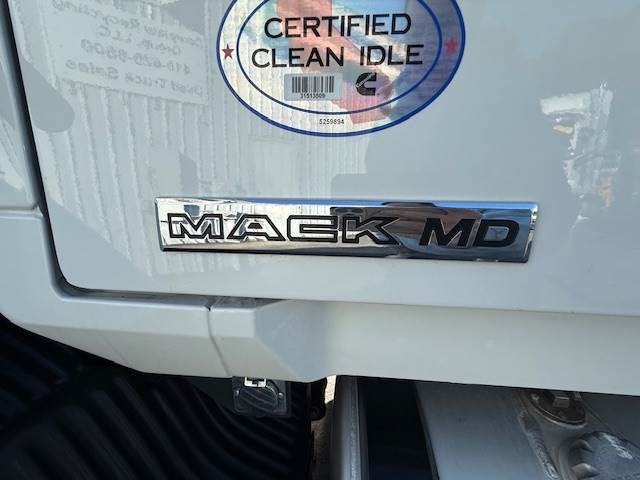 CERTIFIED
CLEAN IDLE
31513809
5259894
MACK MD